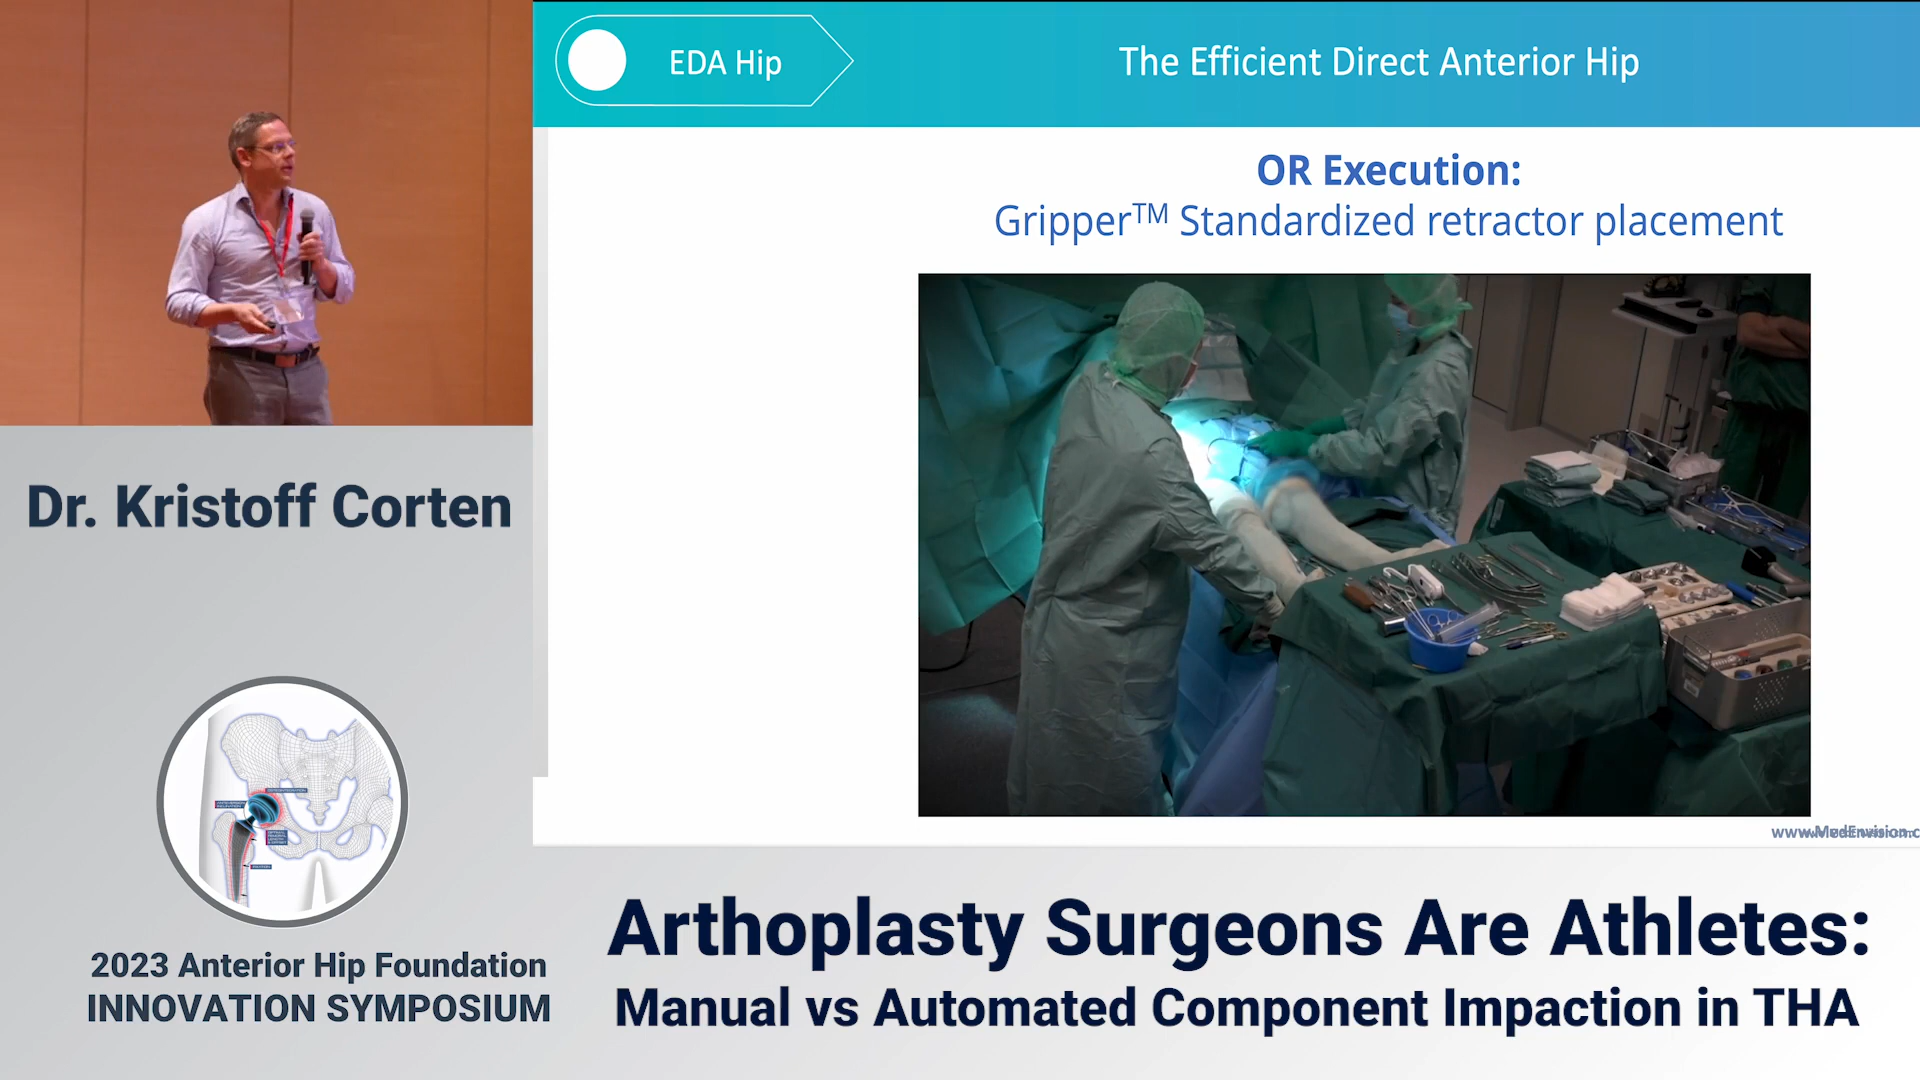 EDA Hip
The Efficient Direct Anterior Hip
OR Execution:
Gripper™ Standardized retractor placement
Dr. Kristoff Corten
2023 Anterior Hip Foundation
INNOVATION SYMPOSIUM
Arthoplasty Surgeons Are Athletes:
Manual vs Automated Component Impaction in THA